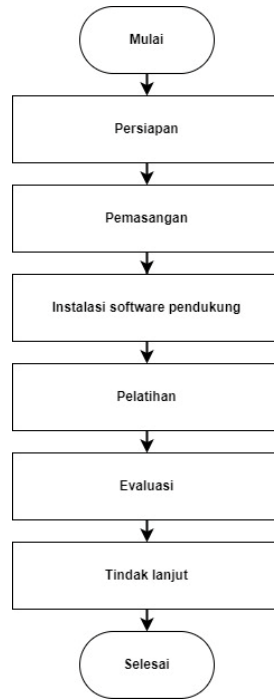 Mulai
Persiapan
Pemasangan
Instalasi software pendukung
Pelatihan
Evaluasi
Tindak lanjut
Selesai